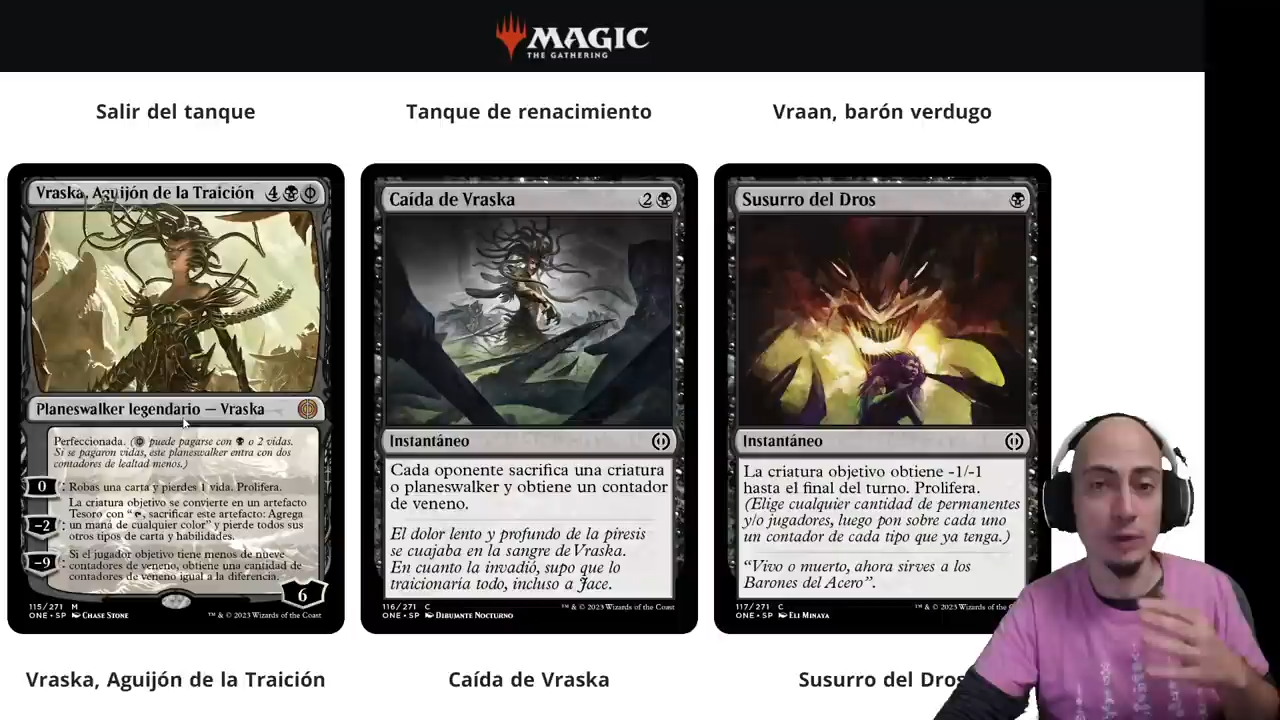 MAGIC
THE GATHERING
Salir del tanque
Tanque de renacimiento
Vraan, barón verdugo
Vraska, Aguijón de la Traición 4
Planeswalker legendario — Vraska
Perfeccionada. ( puede pagarse con o 2 vidas.
Si se pagaron vidas, este planeswalker entra con dos
contadores de lealtad menos.)
0 : Robas una carta y pierdes 1 vida. Prolifera.
La criatura objetivo se convierte en un artefacto
Tesoro con “ , sacrificar este artefacto: Agrega
−2 : un mana de cualquier color” y pierde todos sus
otros tipos de carta y habilidades.
Si el jugador objetivo tiene menos de nueve
−9 : contadores de veneno, obtiene una cantidad de
contadores de veneno igual a la diferencia.
6
115/271 M
ONE • SP Chase Stone
™ & © 2023 Wizards of the Coast
Caída de Vraska 2
Instantáneo
Cada oponente sacrifica una criatura
o planeswalker y obtiene un contador
de veneno.
El dolor lento y profundo de la piresis
se cuajaba en la sangre de Vraska.
En cuanto la invadió, supo que lo
traicionaría todo, incluso a Jace.
116/271 C
ONE • SP Dibujante Nocturno
™ & © 2023 Wizards of the Coast
Susurro del Dros
Instantáneo
La criatura objetivo obtiene -1/-1
hasta el final del turno. Prolifera.
(Elige cualquier cantidad de permanentes
y/o jugadores, luego pon sobre cada uno
un contador de cada tipo que ya tenga.)
“Vivo o muerto, ahora sirves a los
Barones del Acero”.
117/271 C
ONE • SP Eli Minaya
™ & © 2023 Wizards of the
Vraska, Aguijón de la Traición
Caída de Vraska
Susurro del Dros